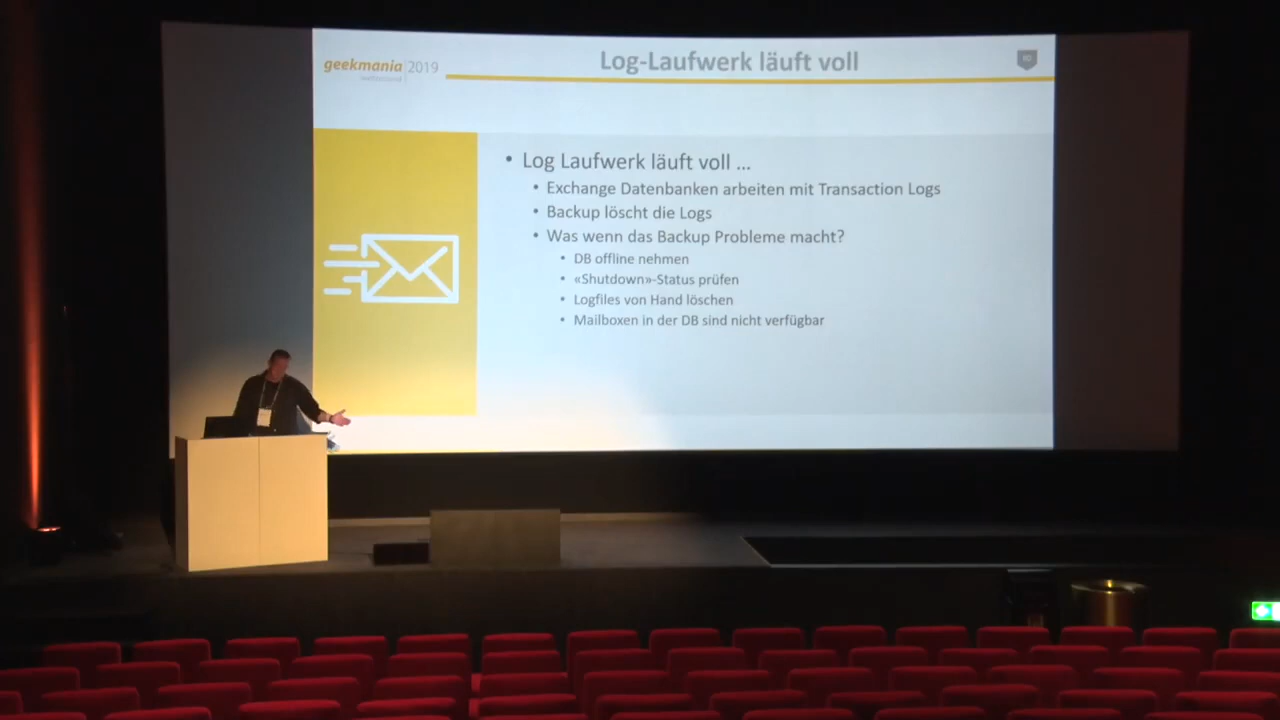 geekmania 2019
Log-Laufwerk läuft voll
• Log Laufwerk läuft voll ...
• Exchange Datenbanken arbeiten mit Transaction Logs
• Backup löscht die Logs
• Was wenn das Backup Probleme macht?
• DB offline nehmen
• «Shutdown»-Status prüfen
• Logfiles von Hand löschen
• Mailboxen in der DB sind nicht verfügbar